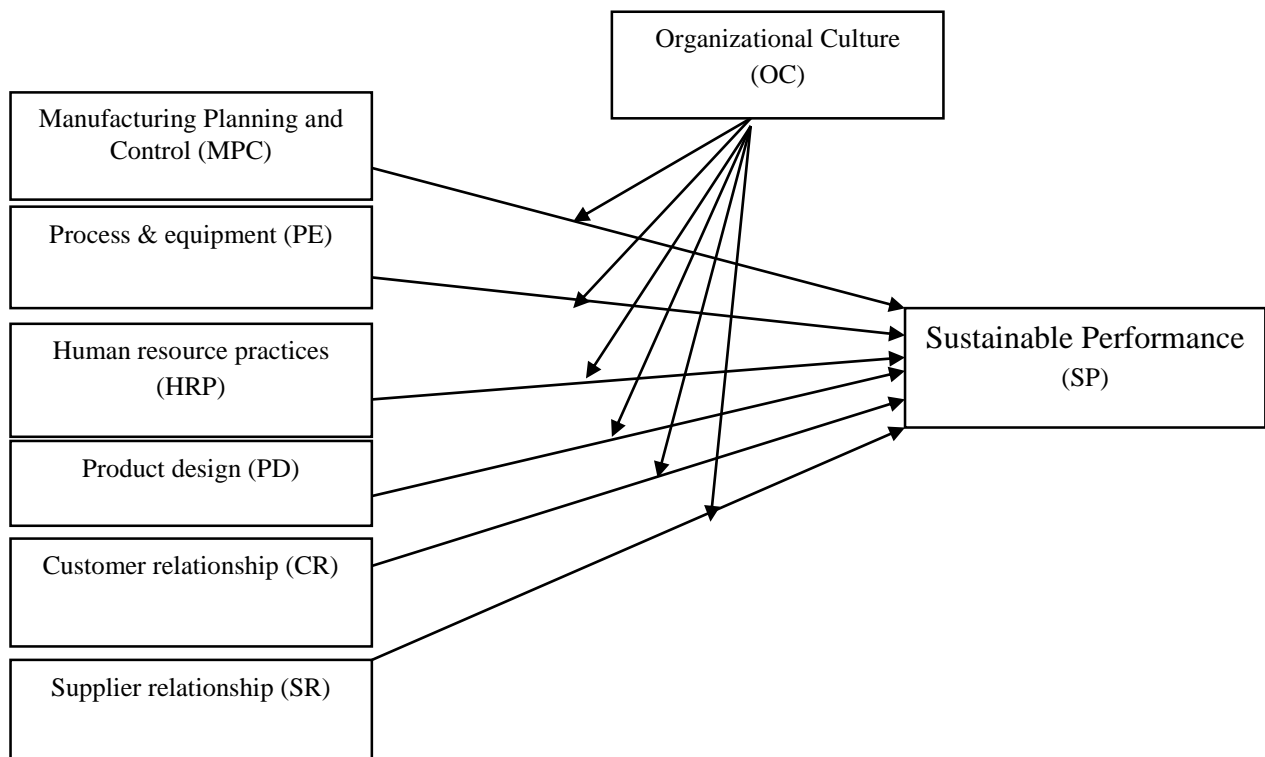 Organizational Culture
(OC)
Manufacturing Planning and
Control (MPC)
Process & equipment (PE)
Human resource practices
(HRP)
Product design (PD)
Customer relationship (CR)
Supplier relationship (SR)
Sustainable Performance
(SP)